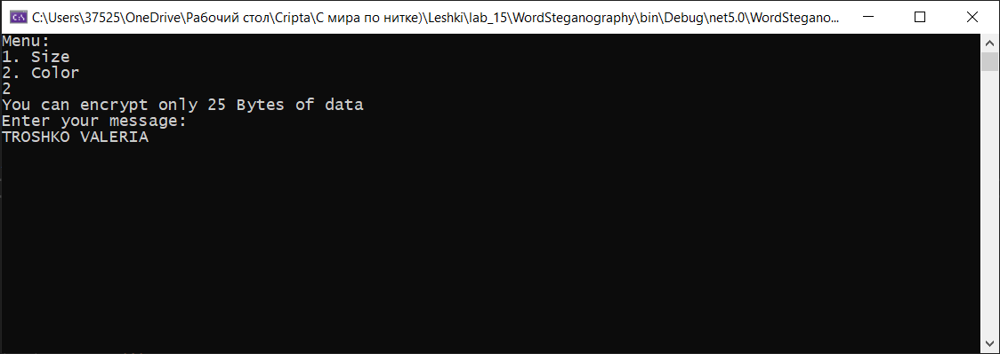 C:\Users\37525\OneDrive\Рабочий стол\Cripta\С мира по нитке)\Leshki\lab_15\WordSteganography\bin\Debug\net5.0\WordStegano...
Menu:
1. Size
2. Color
2
You can encrypt only 25 Bytes of data
Enter your message:
TROSHKO VALERIA